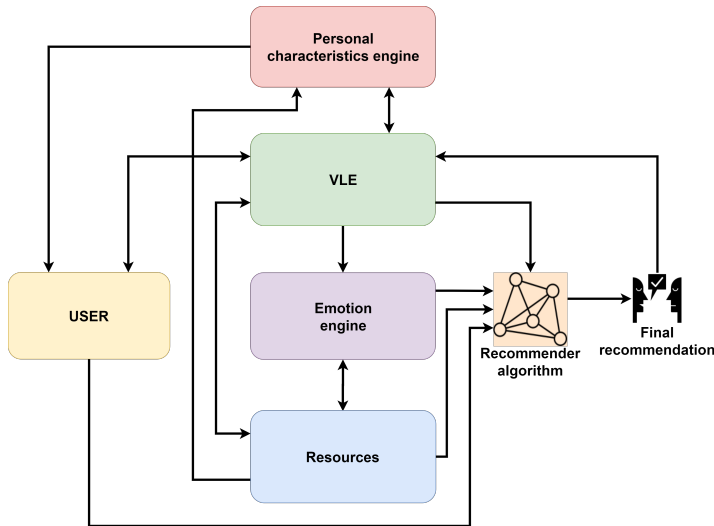 Personal
characteristics engine
VLE
USER
Emotion
engine
Recommender
algorithm
Final
recommendation
Resources